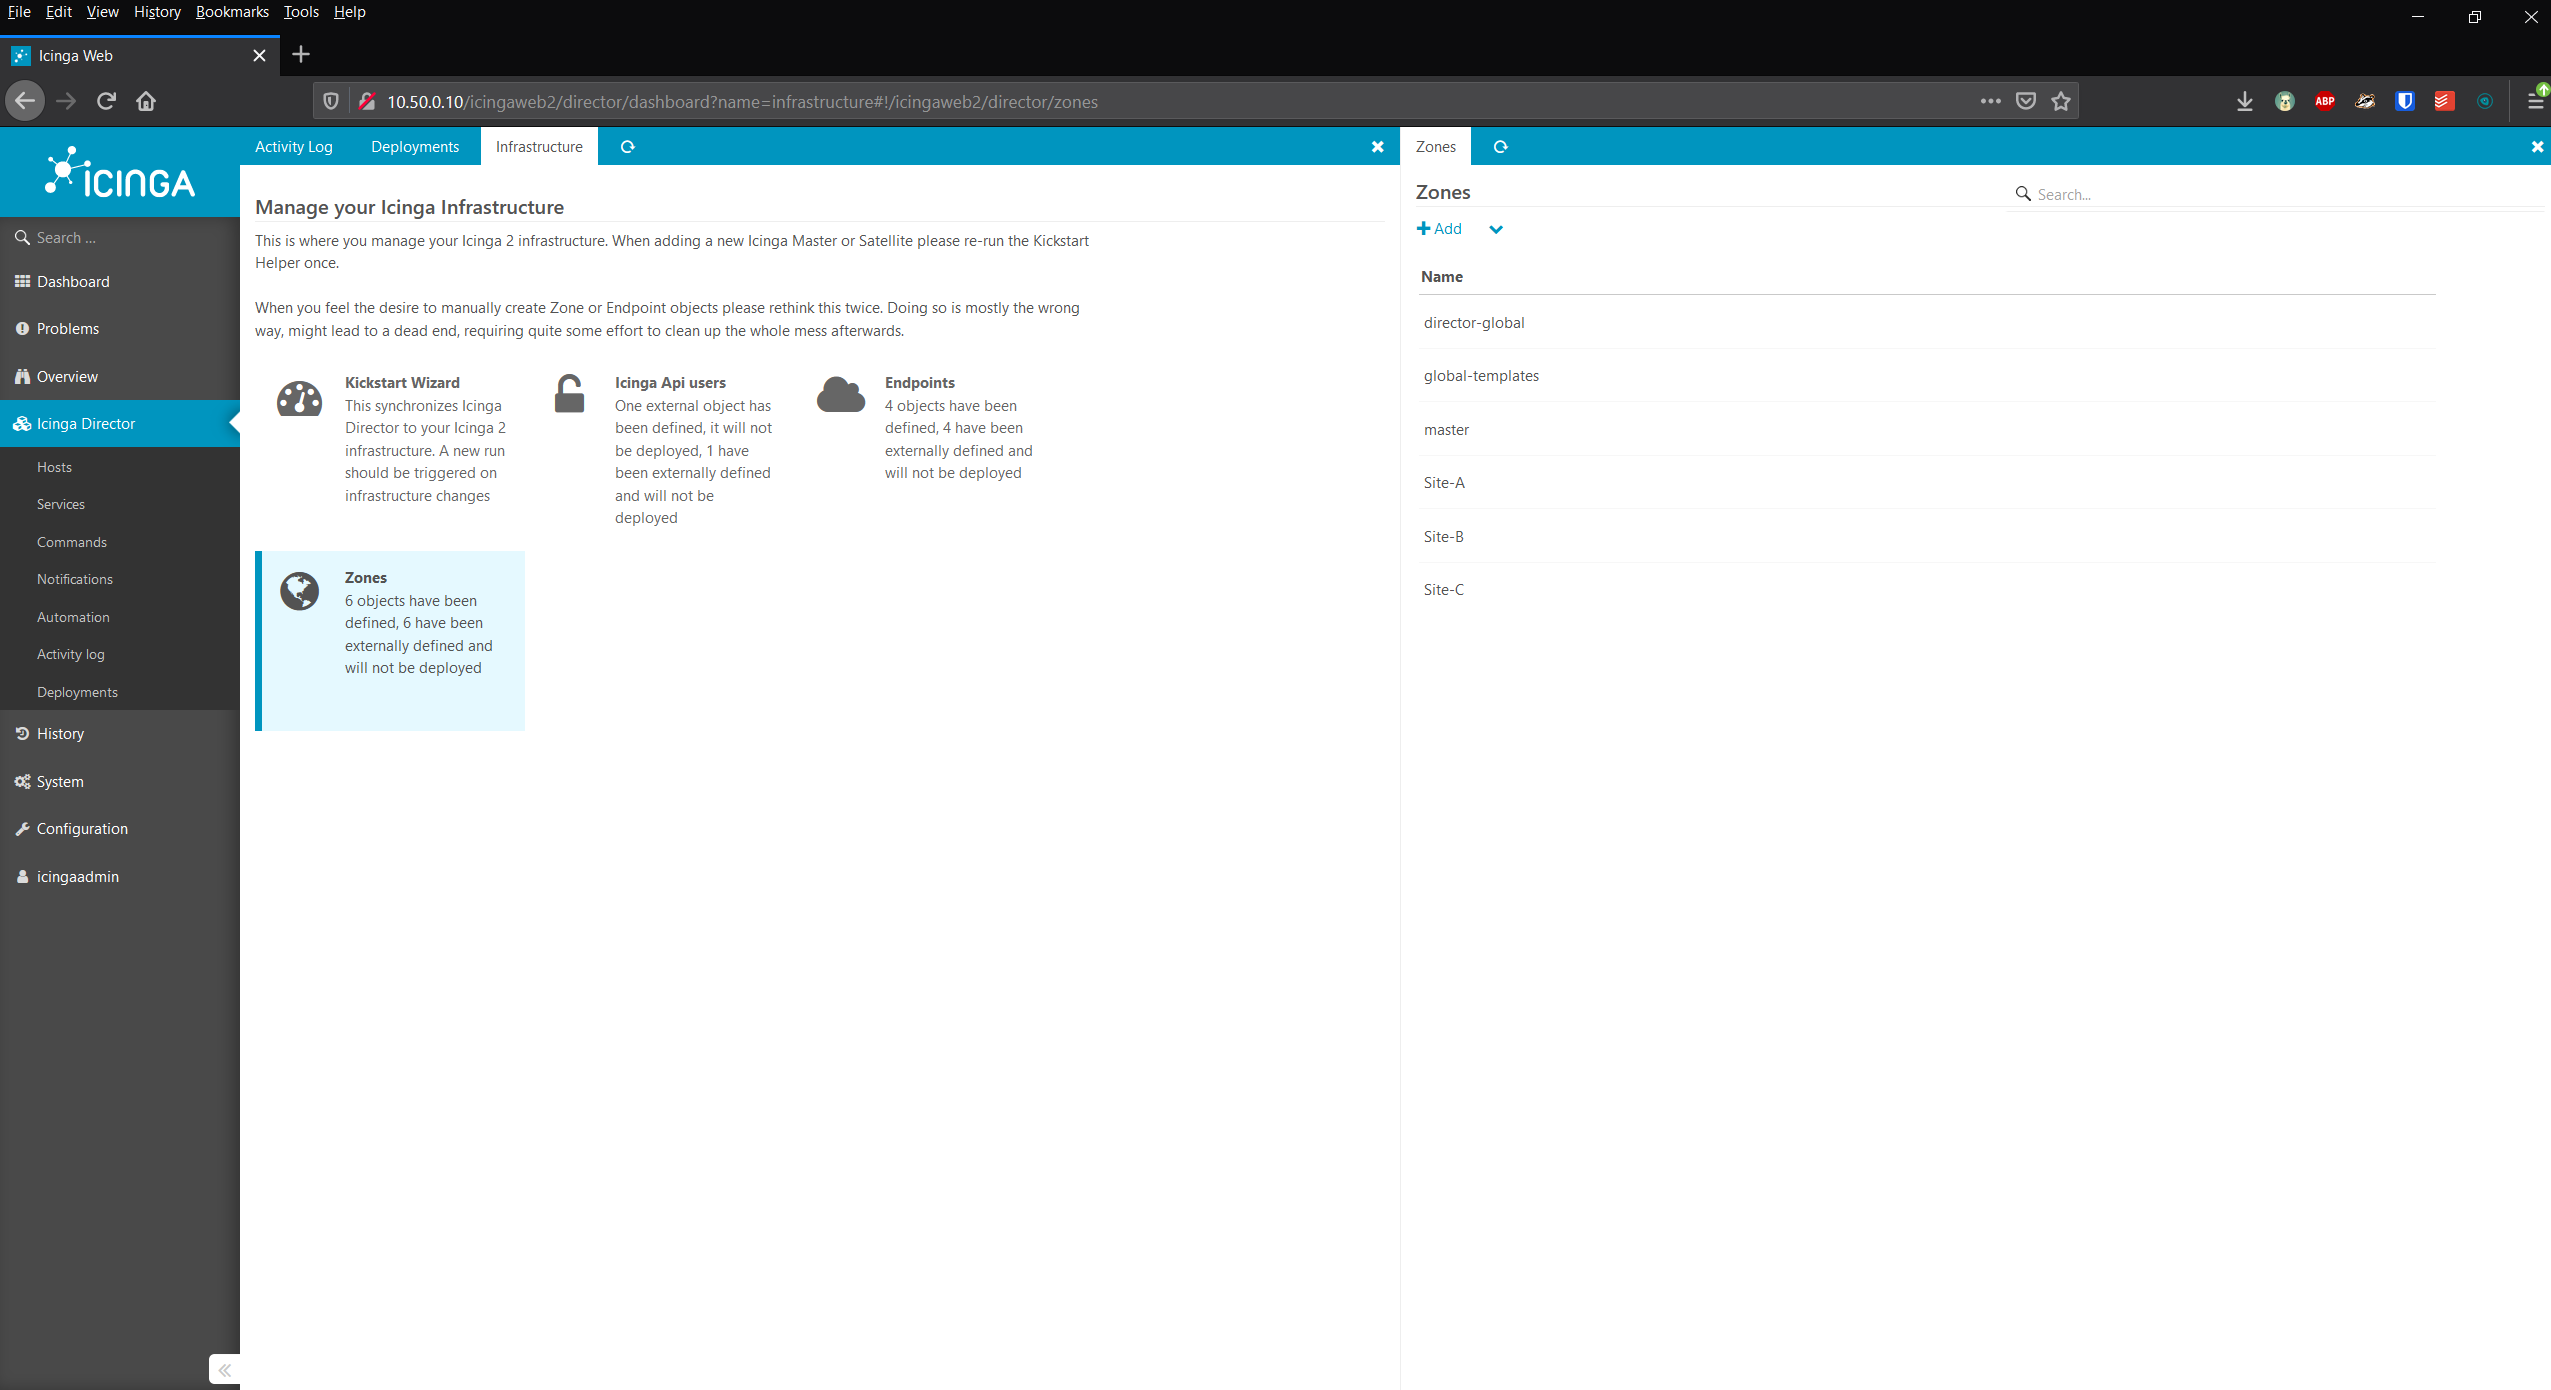 File Edit View History Bookmarks Tools Help
Icinga Web
10.50.0.10/icingaweb2/director/dashboard?name=infrastructure#!/icingaweb2/director/zones
ABP
ICINGA
Search ...
Dashboard
Problems
Overview
Icinga Director
Hosts
Services
Commands
Notifications
Automation
Activity log
Deployments
History
System
Configuration
icingaadmin
Activity Log Deployments Infrastructure
Manage your Icinga Infrastructure
This is where you manage your Icinga 2 infrastructure. When adding a new Icinga Master or Satellite please re-run the Kickstart
Helper once.
When you feel the desire to manually create Zone or Endpoint objects please rethink this twice. Doing so is mostly the wrong
way, might lead to a dead end, requiring quite some effort to clean up the whole mess afterwards.
Kickstart Wizard
This synchronizes Icinga
Director to your Icinga 2
infrastructure. A new run
should be triggered on
infrastructure changes
Icinga Api users
One external object has
been defined, it will not
be deployed, 1 have
been externally defined
and will not be
deployed
Endpoints
4 objects have been
defined, 4 have been
externally defined and
will not be deployed
Zones
6 objects have been
defined, 6 have been
externally defined and
will not be deployed
Zones
Zones
Search...
Add
Name
director-global
global-templates
master
Site-A
Site-B
Site-C